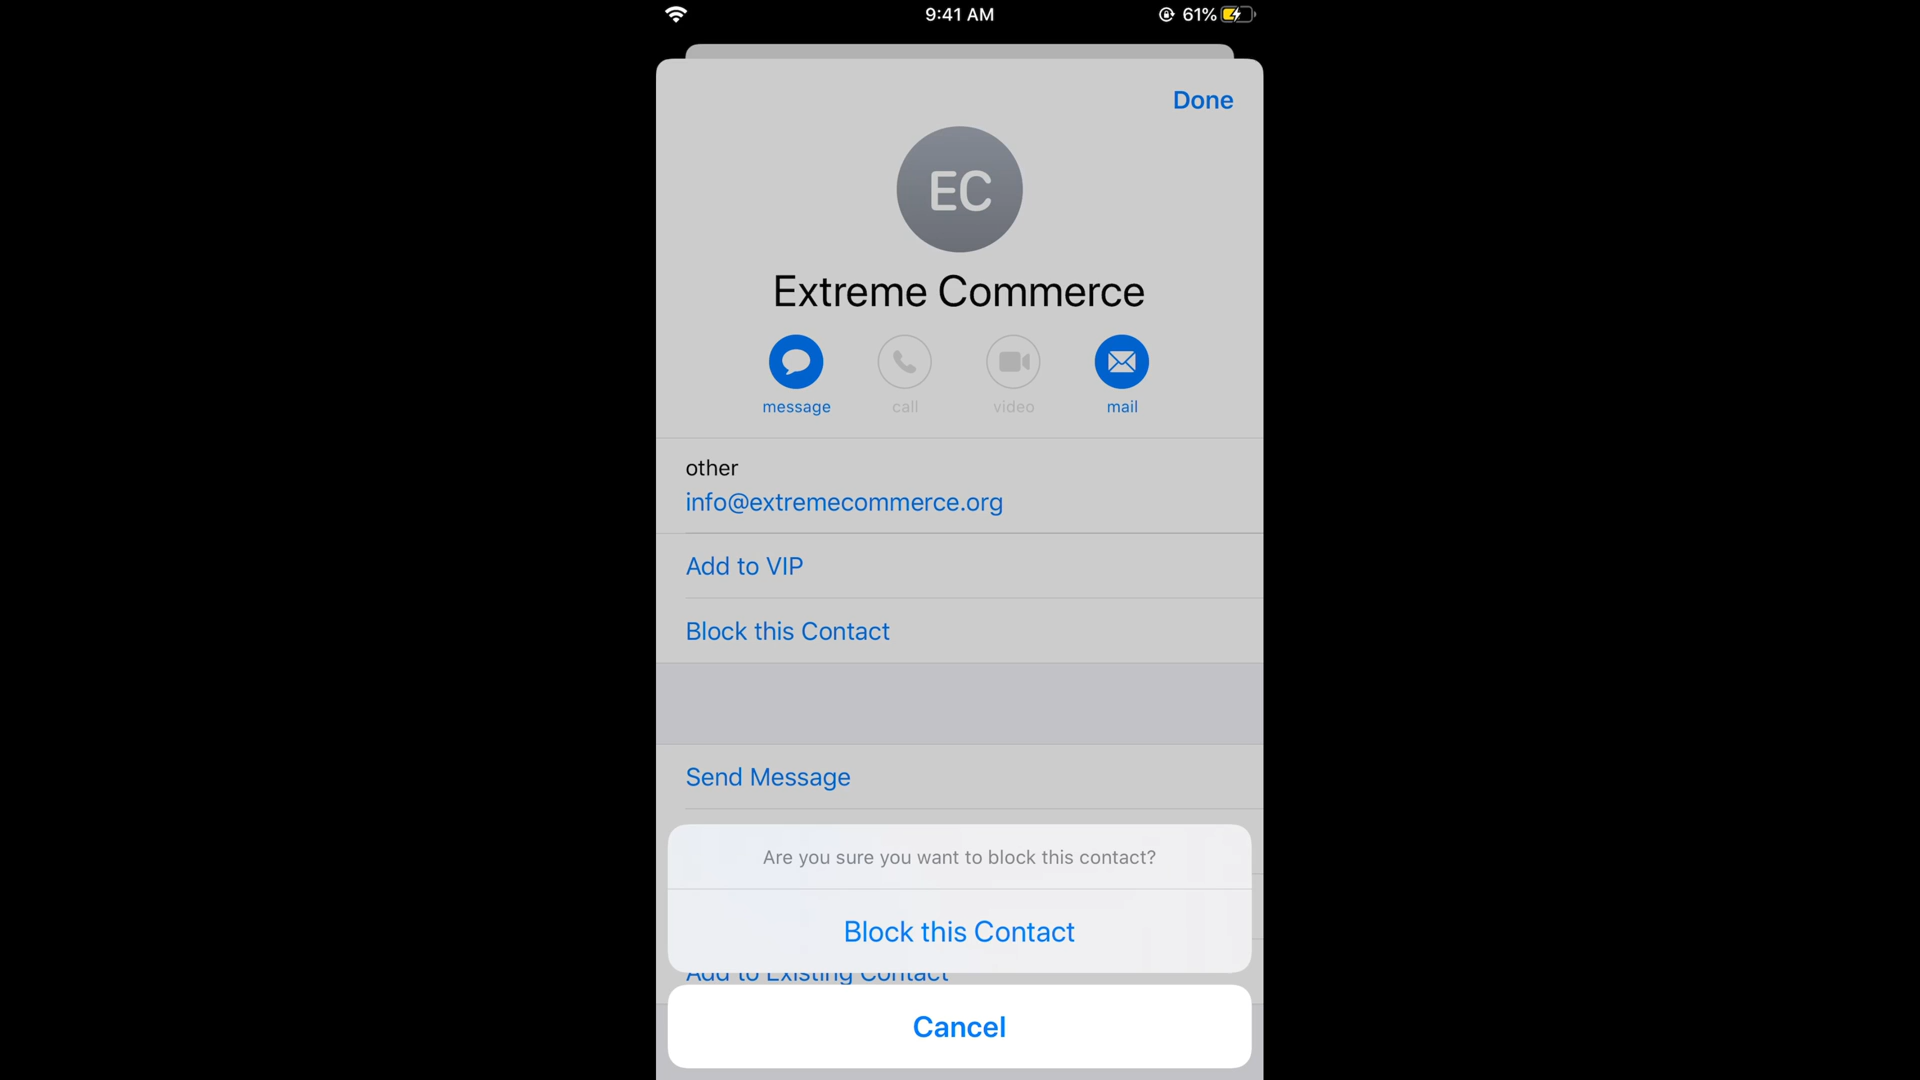 9:41 AM
61%
Done
EC
Extreme Commerce
message
call
video
mail
other
info@extremecommerce.org
Add to VIP
Block this Contact
Send Message
Are you sure you want to block this contact?
Block this Contact
Add to Existing Contact
Cancel